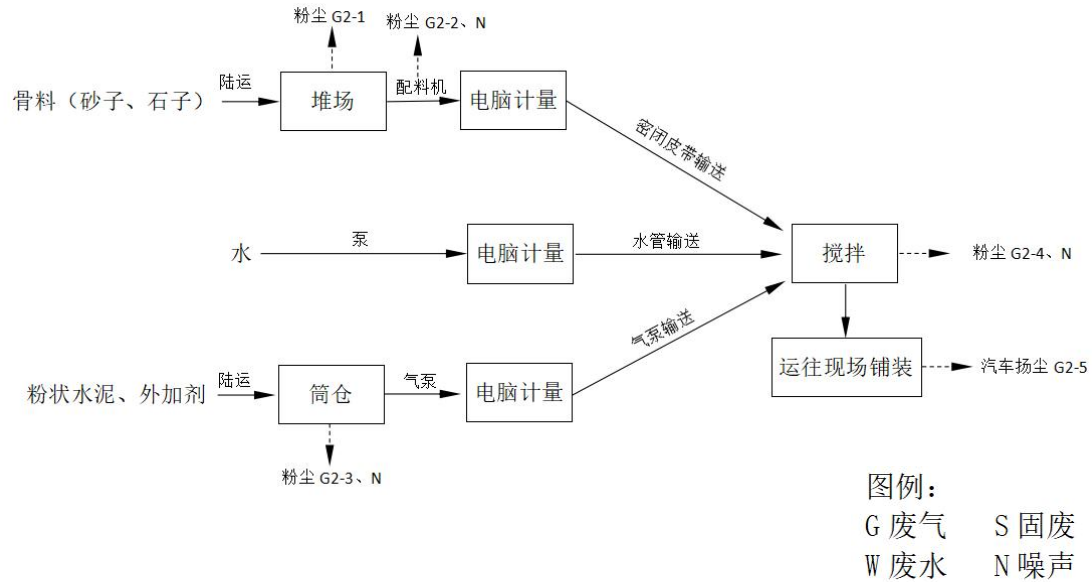 粉尘 G2-1
粉尘 G2-2、N
骨料（砂子、石子）
陆运
堆场
配料机
电脑计量
密闭皮带输送
水
泵
电脑计量
水管输送
搅拌
粉尘 G2-4、N
气泵输送
运往现场铺装
汽车扬尘 G2-5
粉状水泥、外加剂
陆运
筒仓
气泵
电脑计量
粉尘 G2-3、N
图例：
G 废气 S 固废
W 废水 N 噪声